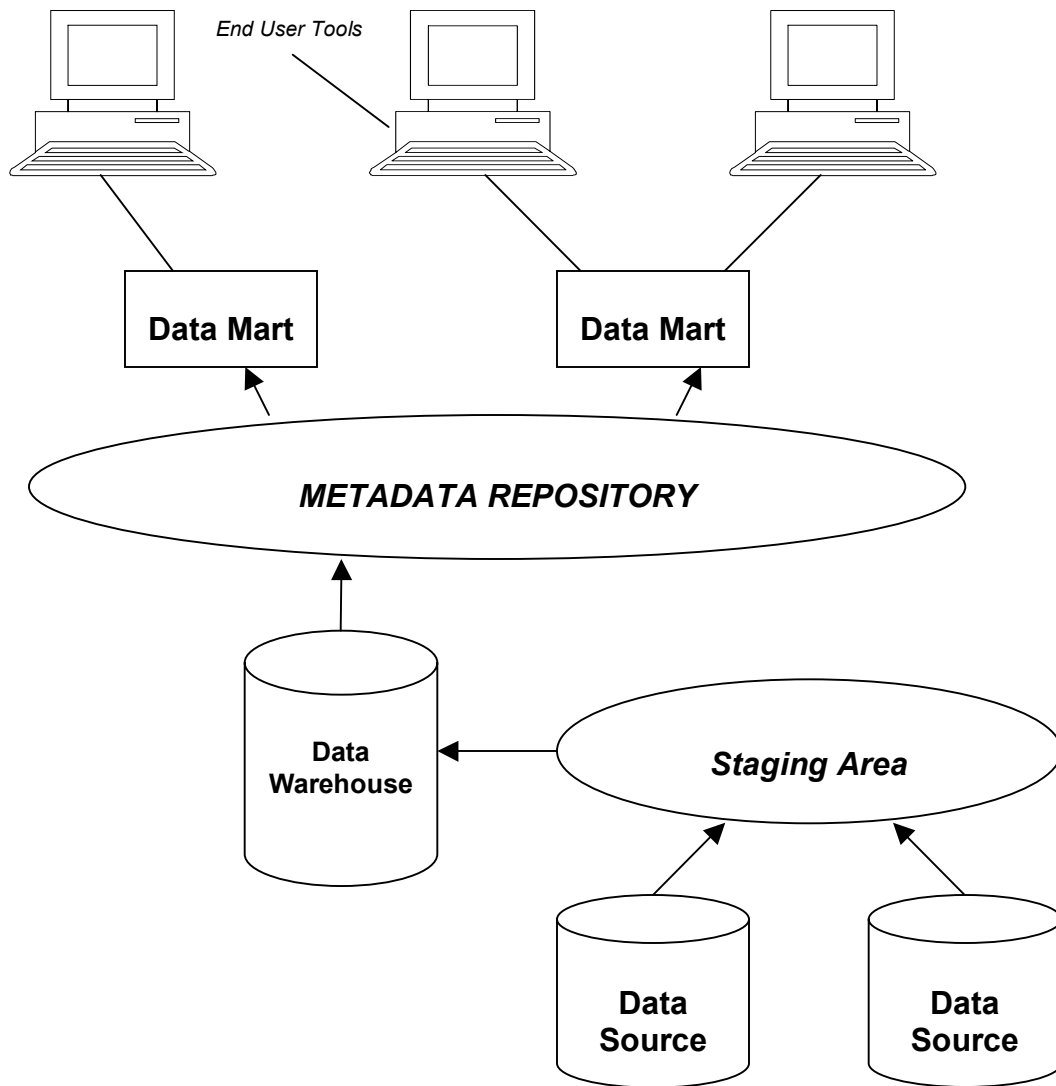 End User Tools
Data Mart
Data Mart
METADATA REPOSITORY
Data
Warehouse
Staging Area
Data
Source
Data
Source